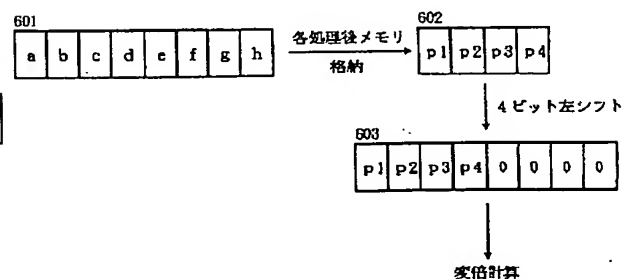 601
a b c d e f g h
各処理後メモリ
格納
602
p1 p2 p3 p4
4ビット左シフト
603
p1 p2 p3 p4 0 0 0 0
変倍計算